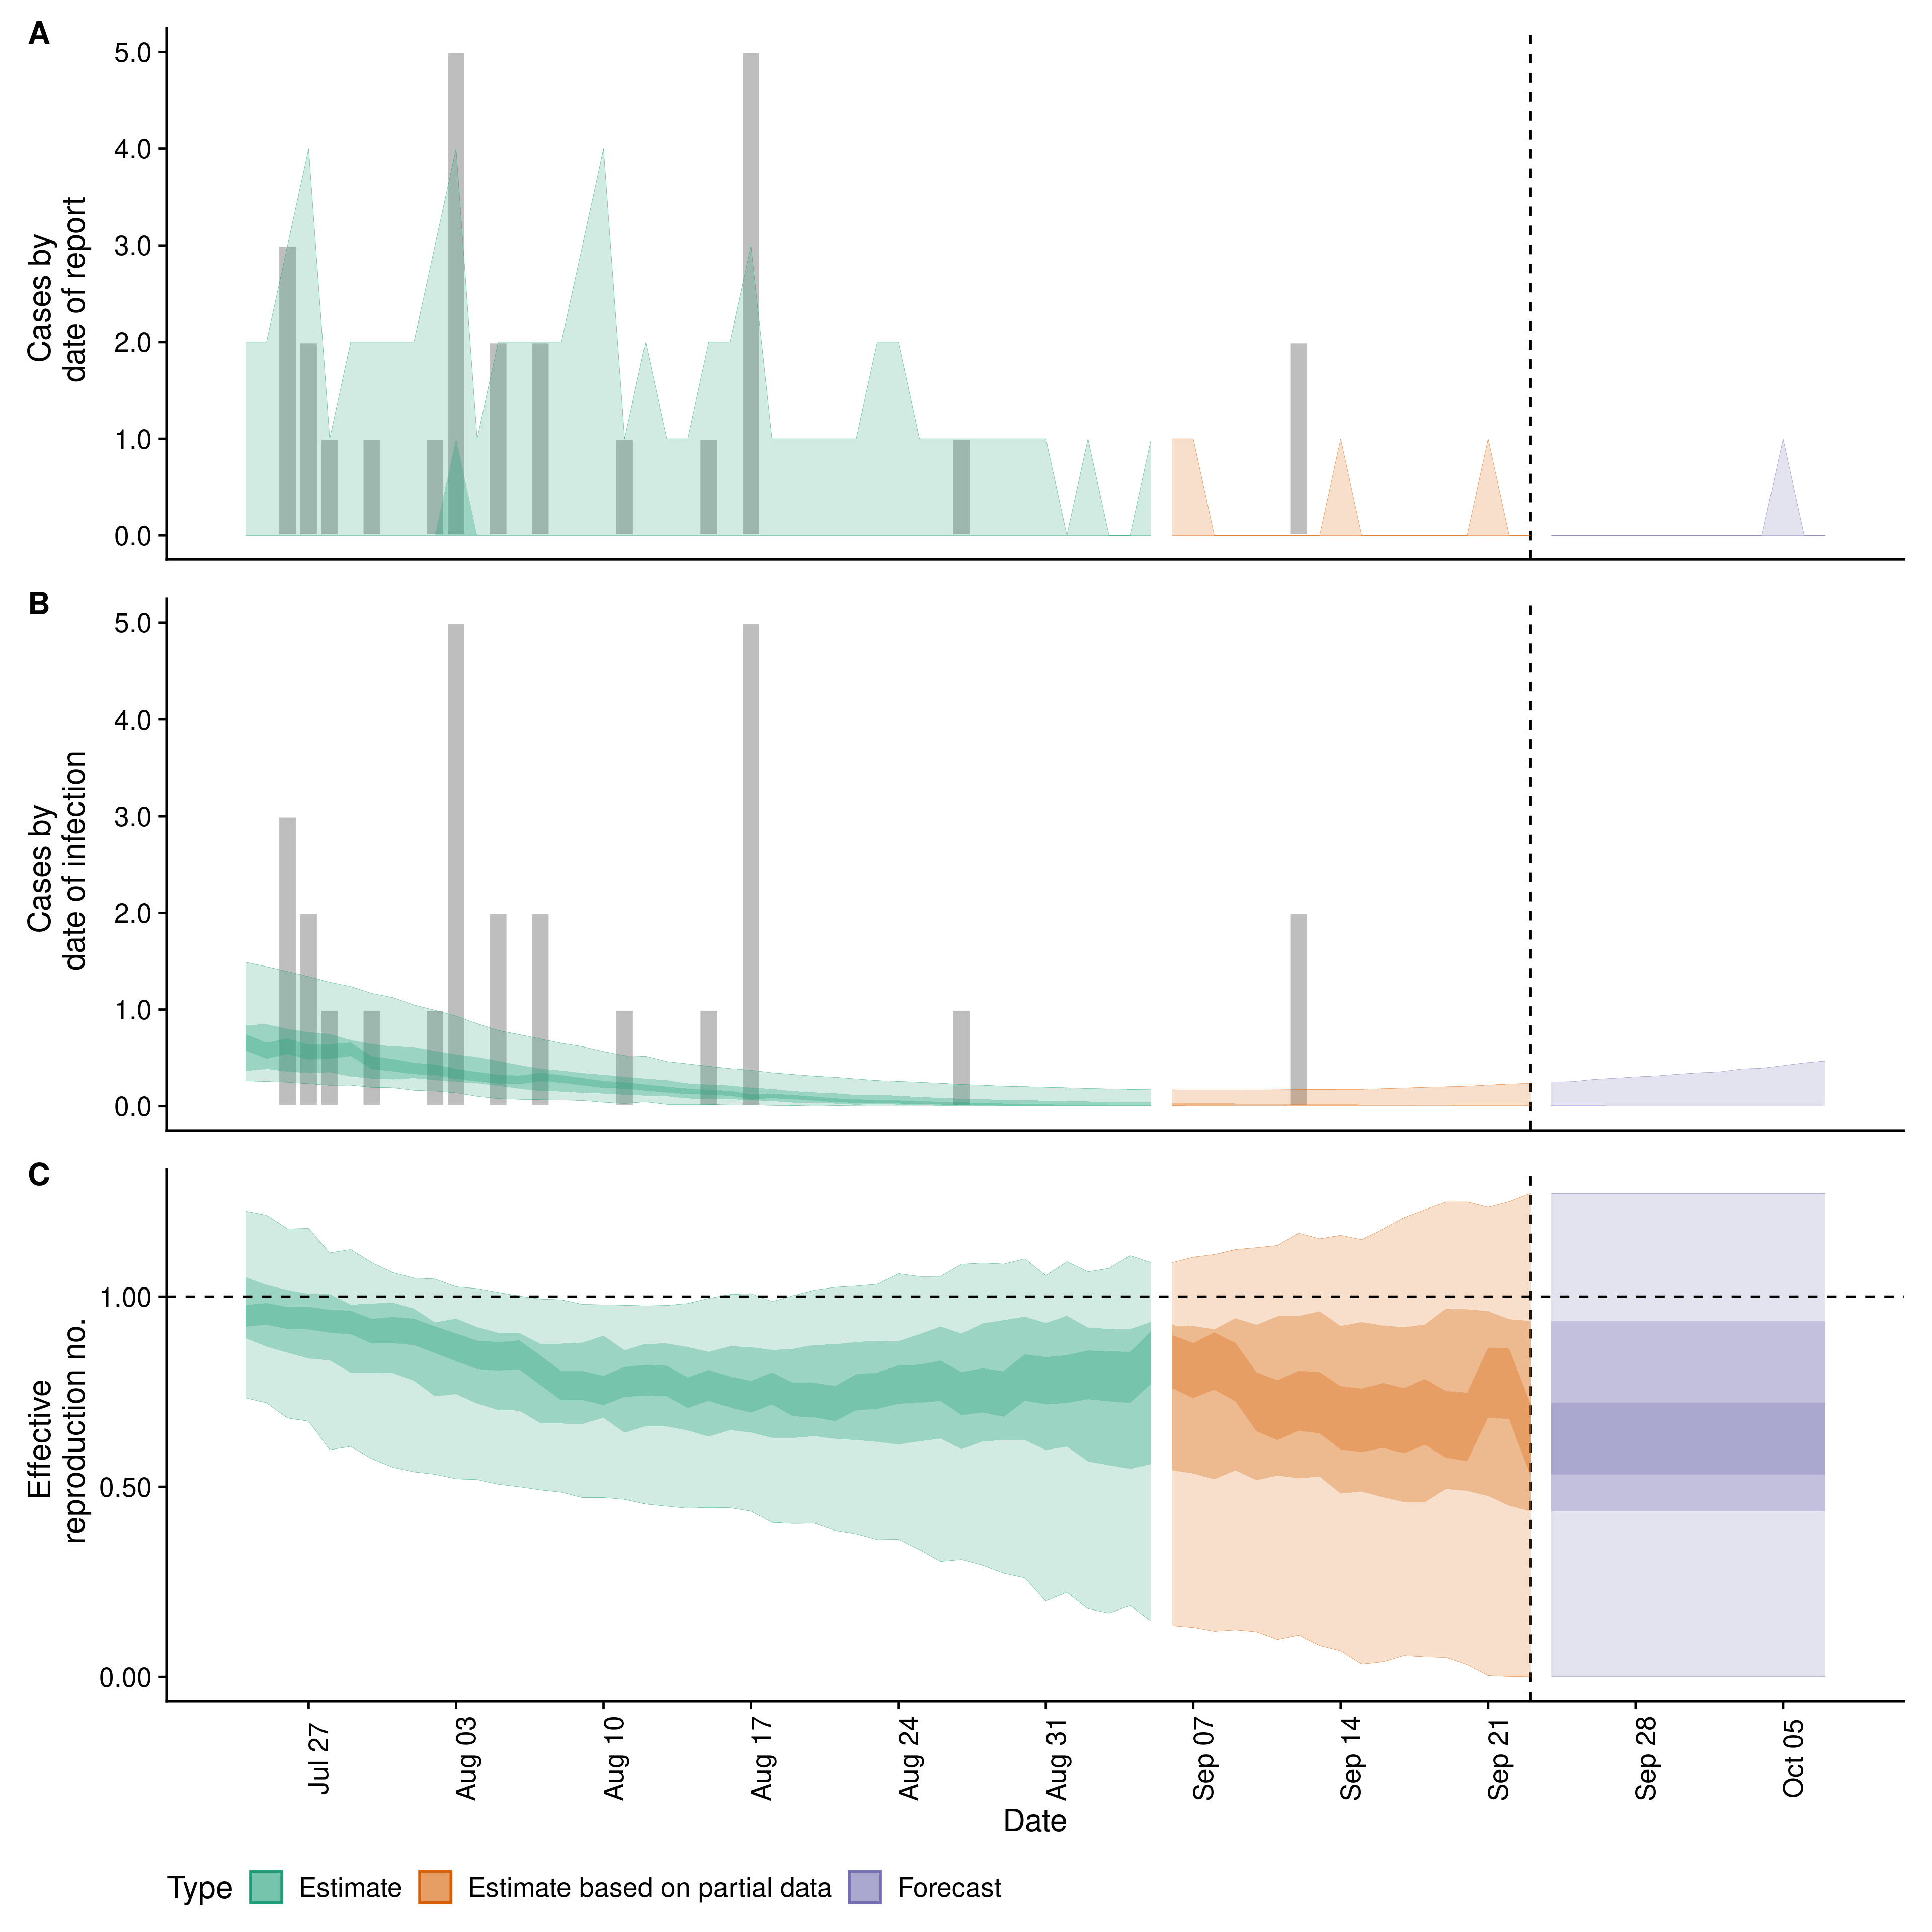 A
Cases by
date of report
5.0
4.0
3.0
2.0
1.0
0.0
B
Cases by
date of infection
5.0
4.0
3.0
2.0
1.0
0.0
C
Effective
reproduction no.
1.00
0.50
0.00
Jul 27
Aug 03
Aug 10
Aug 17
Aug 24
Aug 31
Sep 07
Sep 14
Sep 21
Sep 28
Oct 05
Date
Type Estimate Estimate based on partial data Forecast